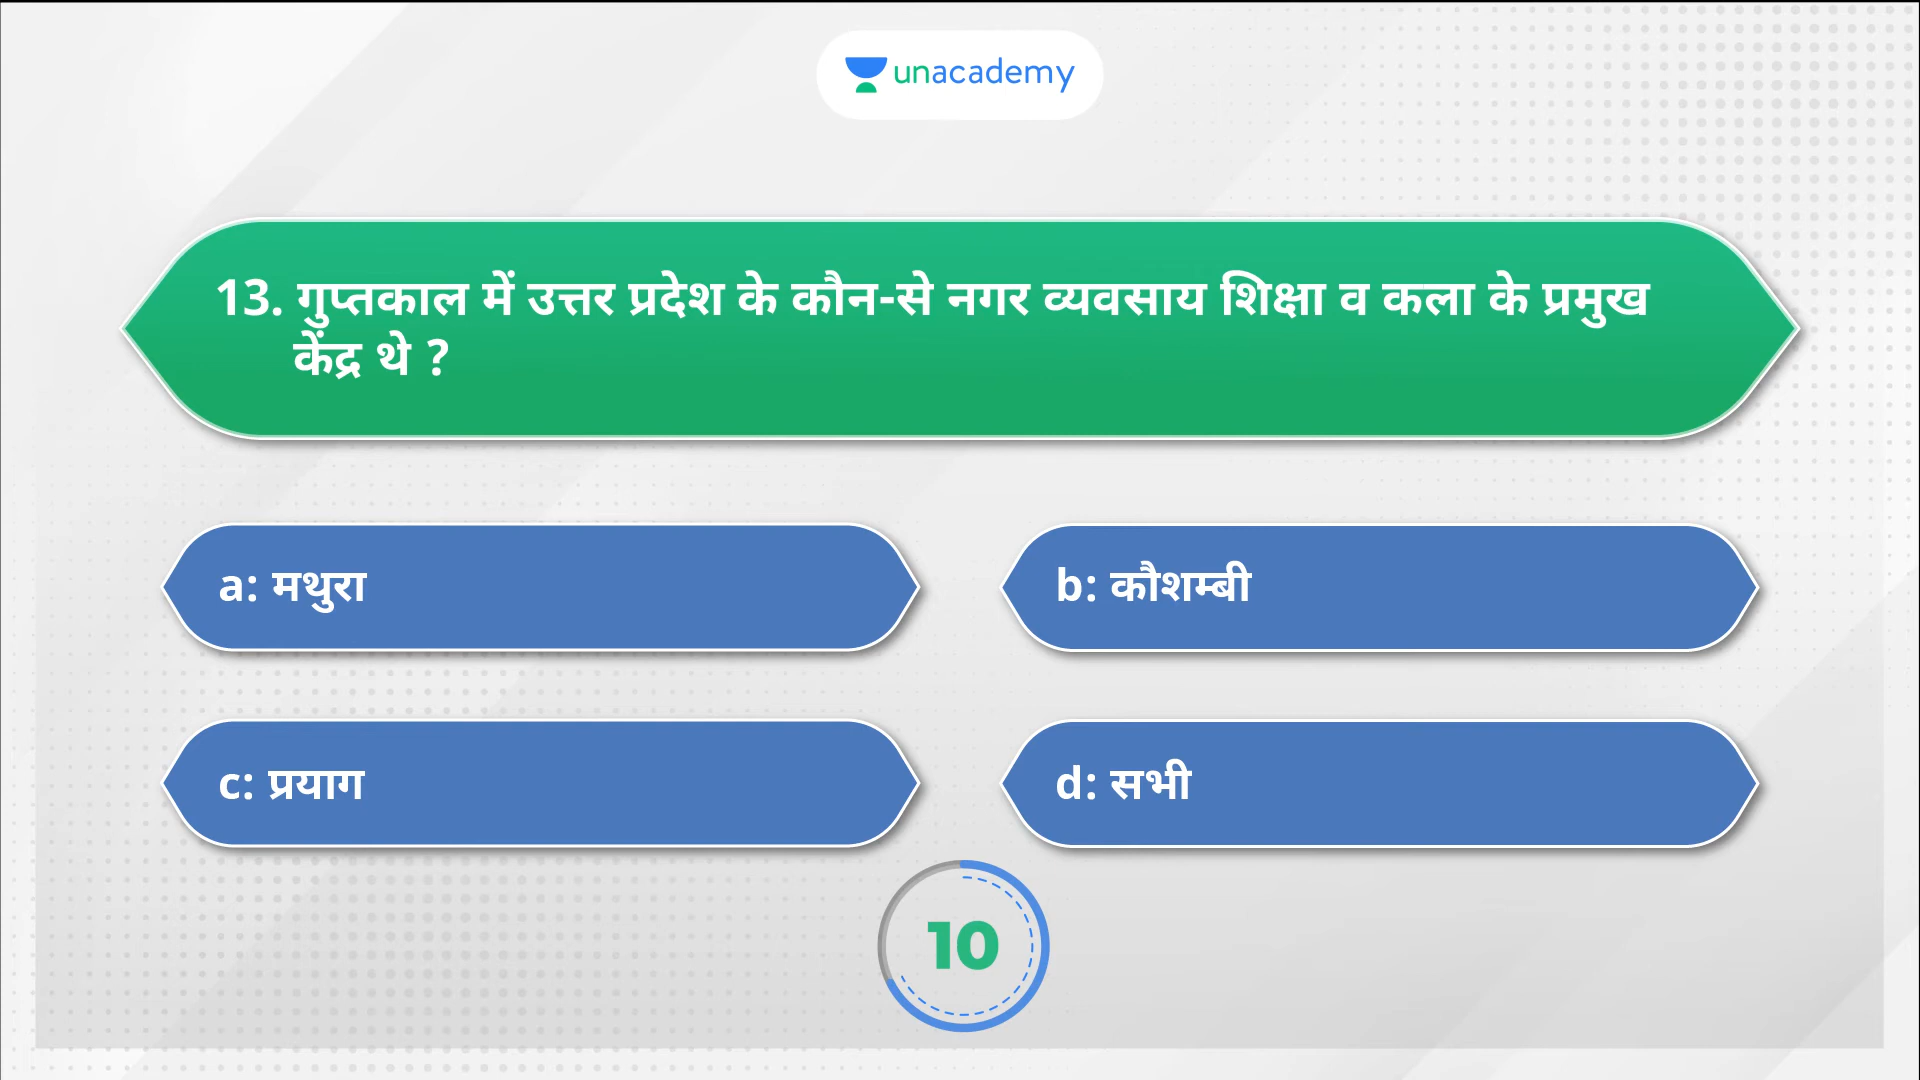 unacademy
13. गुप्तकाल में उत्तर प्रदेश के कौन-से नगर व्यवसाय शिक्षा व कला के प्रमुख
केंद्र थे ?
a: मथुरा
b: कौशम्बी
c: प्रयाग
d: सभी
10